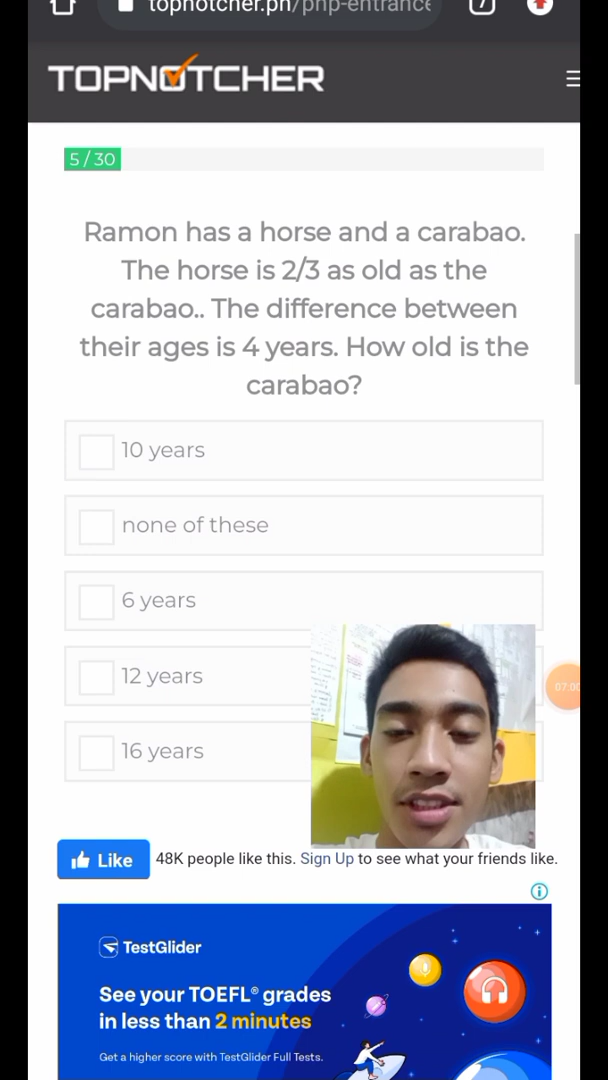 topnotcher.ph/pnp-entrance
7
TOPNOTCHER
5 / 30
Ramon has a horse and a carabao.
The horse is 2/3 as old as the
carabao.. The difference between
their ages is 4 years. How old is the
carabao?
10 years
none of these
6 years
12 years
16 years
07:00
Like
48K people like this. Sign Up to see what your friends like.
TestGlider
See your TOEFL® grades
in less than 2 minutes
Get a higher score with TestGlider Full Tests.